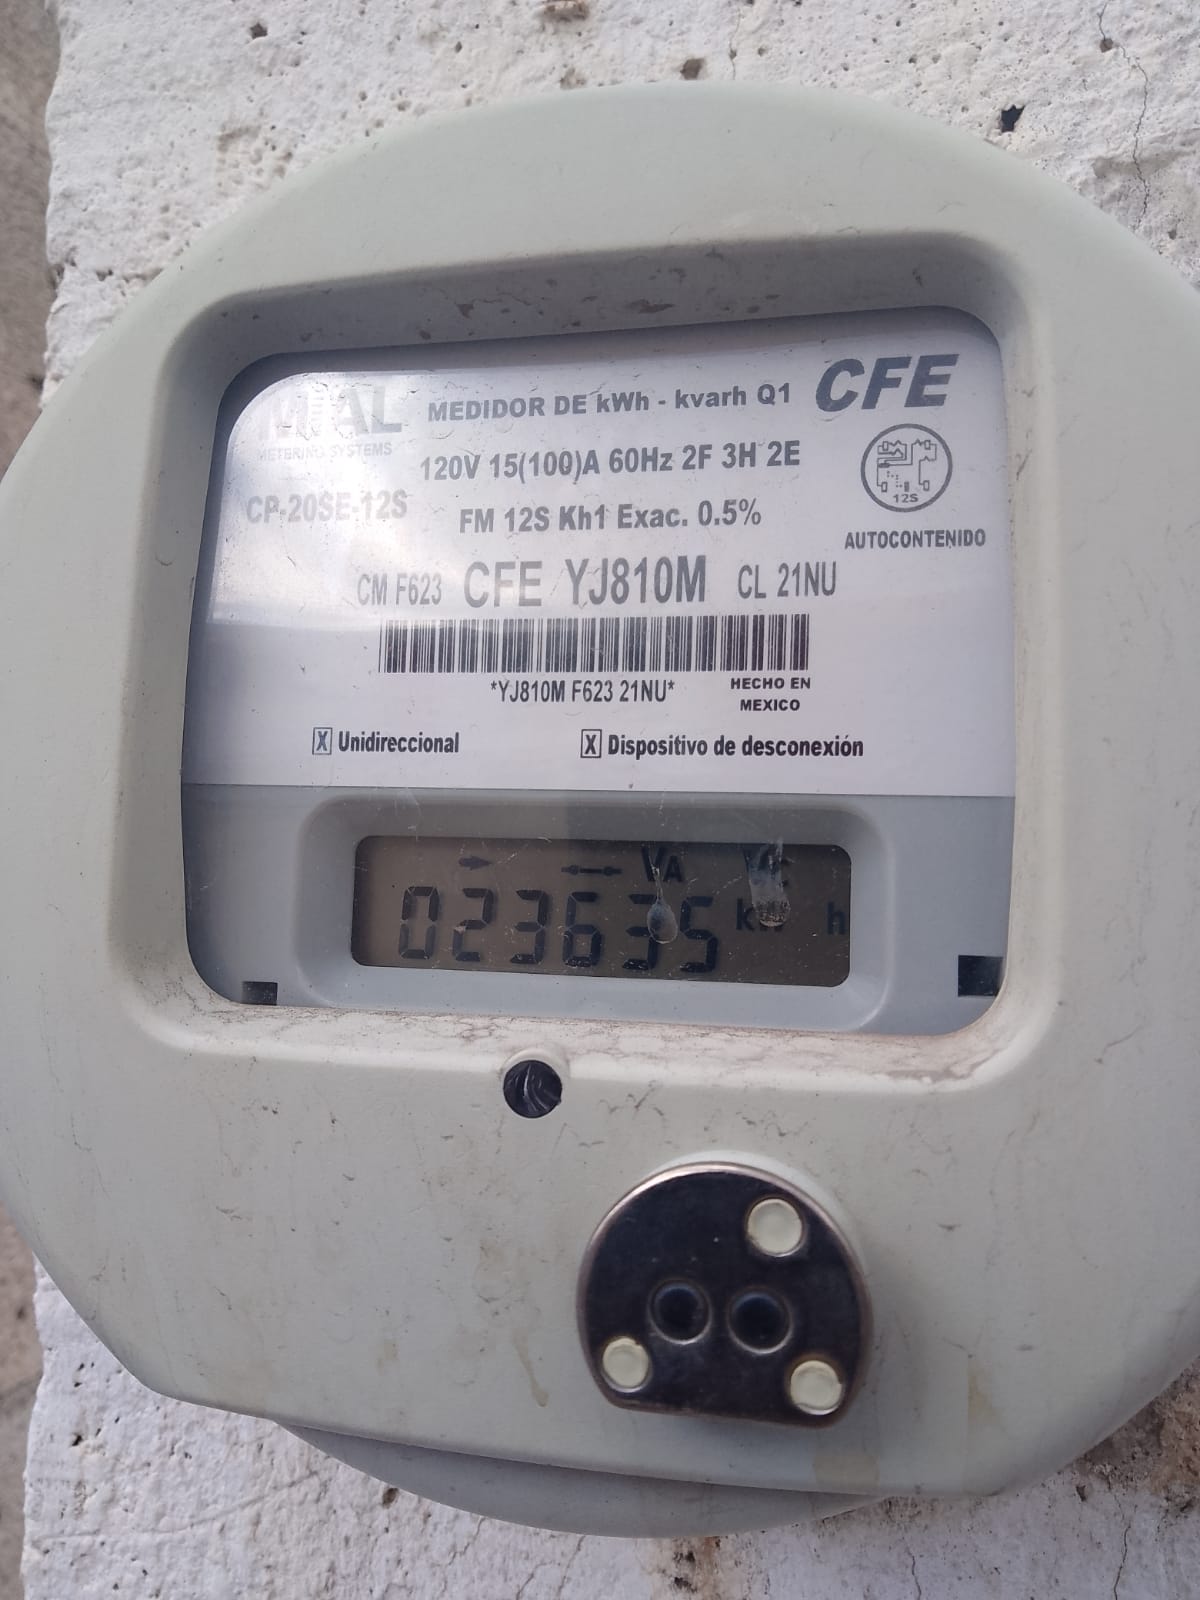 METERING SYSTEMS
MEDIDOR DE kWh - kvarh Q1
CFE
120V 15(100)A 60Hz 2F 3H 2E
CP-20SE-12S
FM 12S Kh1 Exac. 0.5%
12S
AUTOCONTENIDO
CM F623 CFE YJ810M CL 21NU
*YJ810M F623 21NU*
HECHO EN
MEXICO
X Unidireccional
X Dispositivo de desconexión
VA
023635 kW h